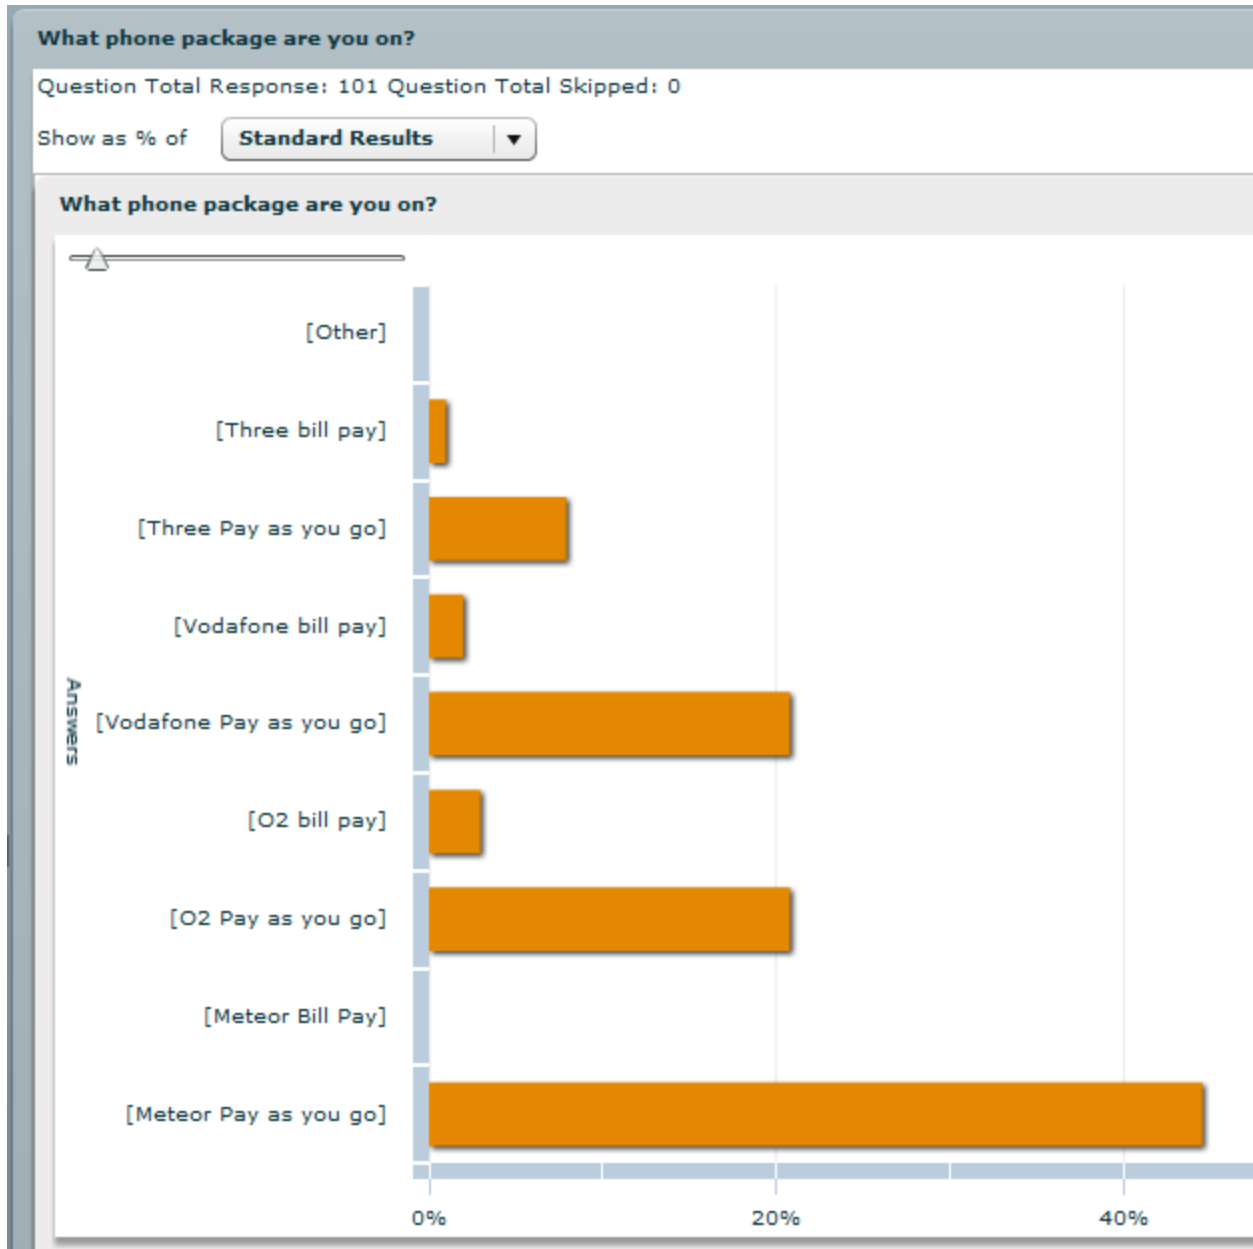 What phone package are you on?
Question Total Response: 101 Question Total Skipped: 0
Show as % of Standard Results
What phone package are you on?
[Other]
[Three bill pay]
[Three Pay as you go]
[Vodafone bill pay]
Answers
[Vodafone Pay as you go]
[O2 bill pay]
[O2 Pay as you go]
[Meteor Bill Pay]
[Meteor Pay as you go]
0% 20% 40%